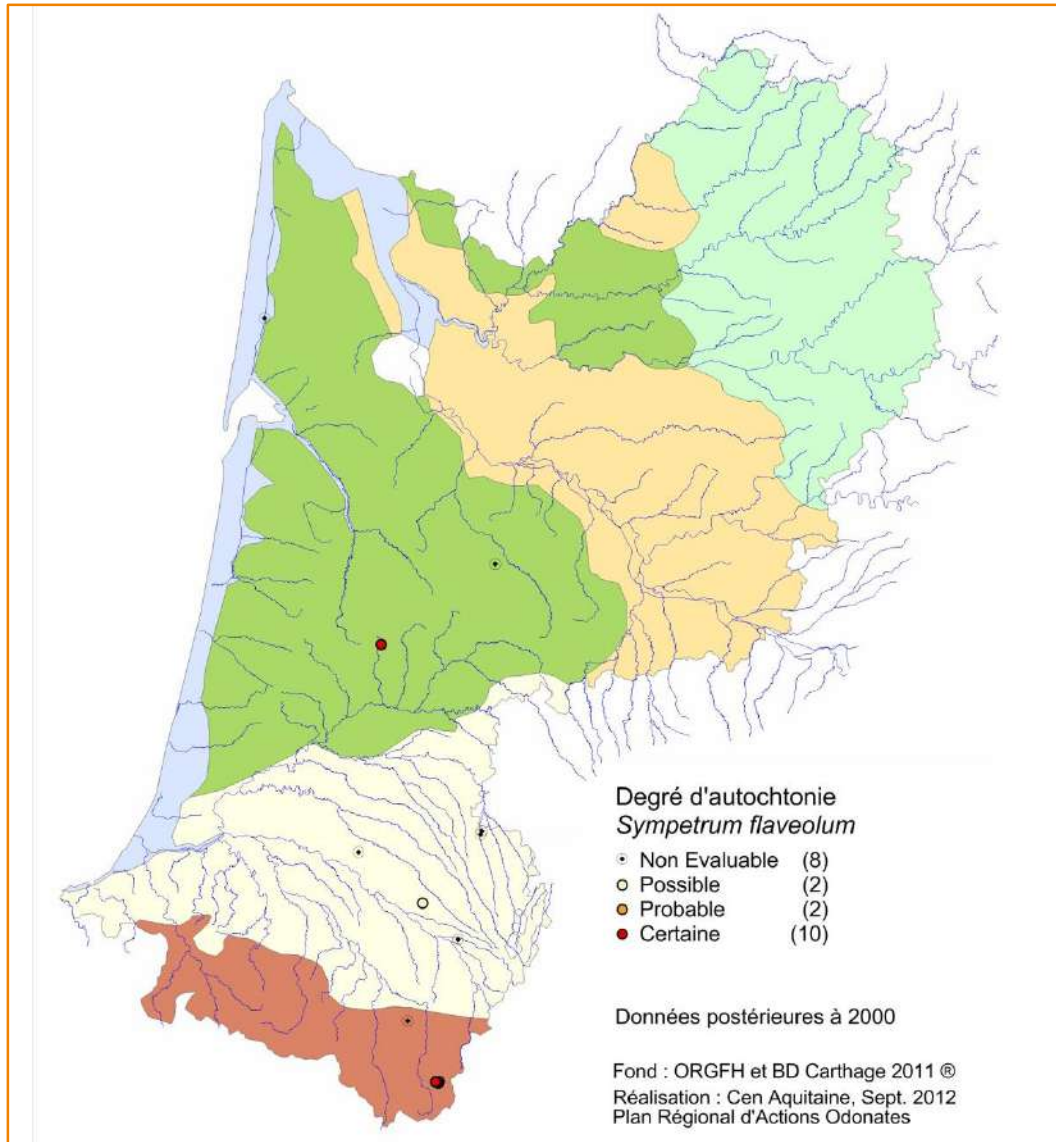 Degré d'autochtonie
Sympetrum flaveolum
Non Evaluable (8)
Possible (2)
Probable (2)
Certaine (10)
Données postérieures à 2000
Fond : ORGFH et BD Carthage 2011 ®
Réalisation : Cen Aquitaine, Sept. 2012
Plan Régional d'Actions Odonates